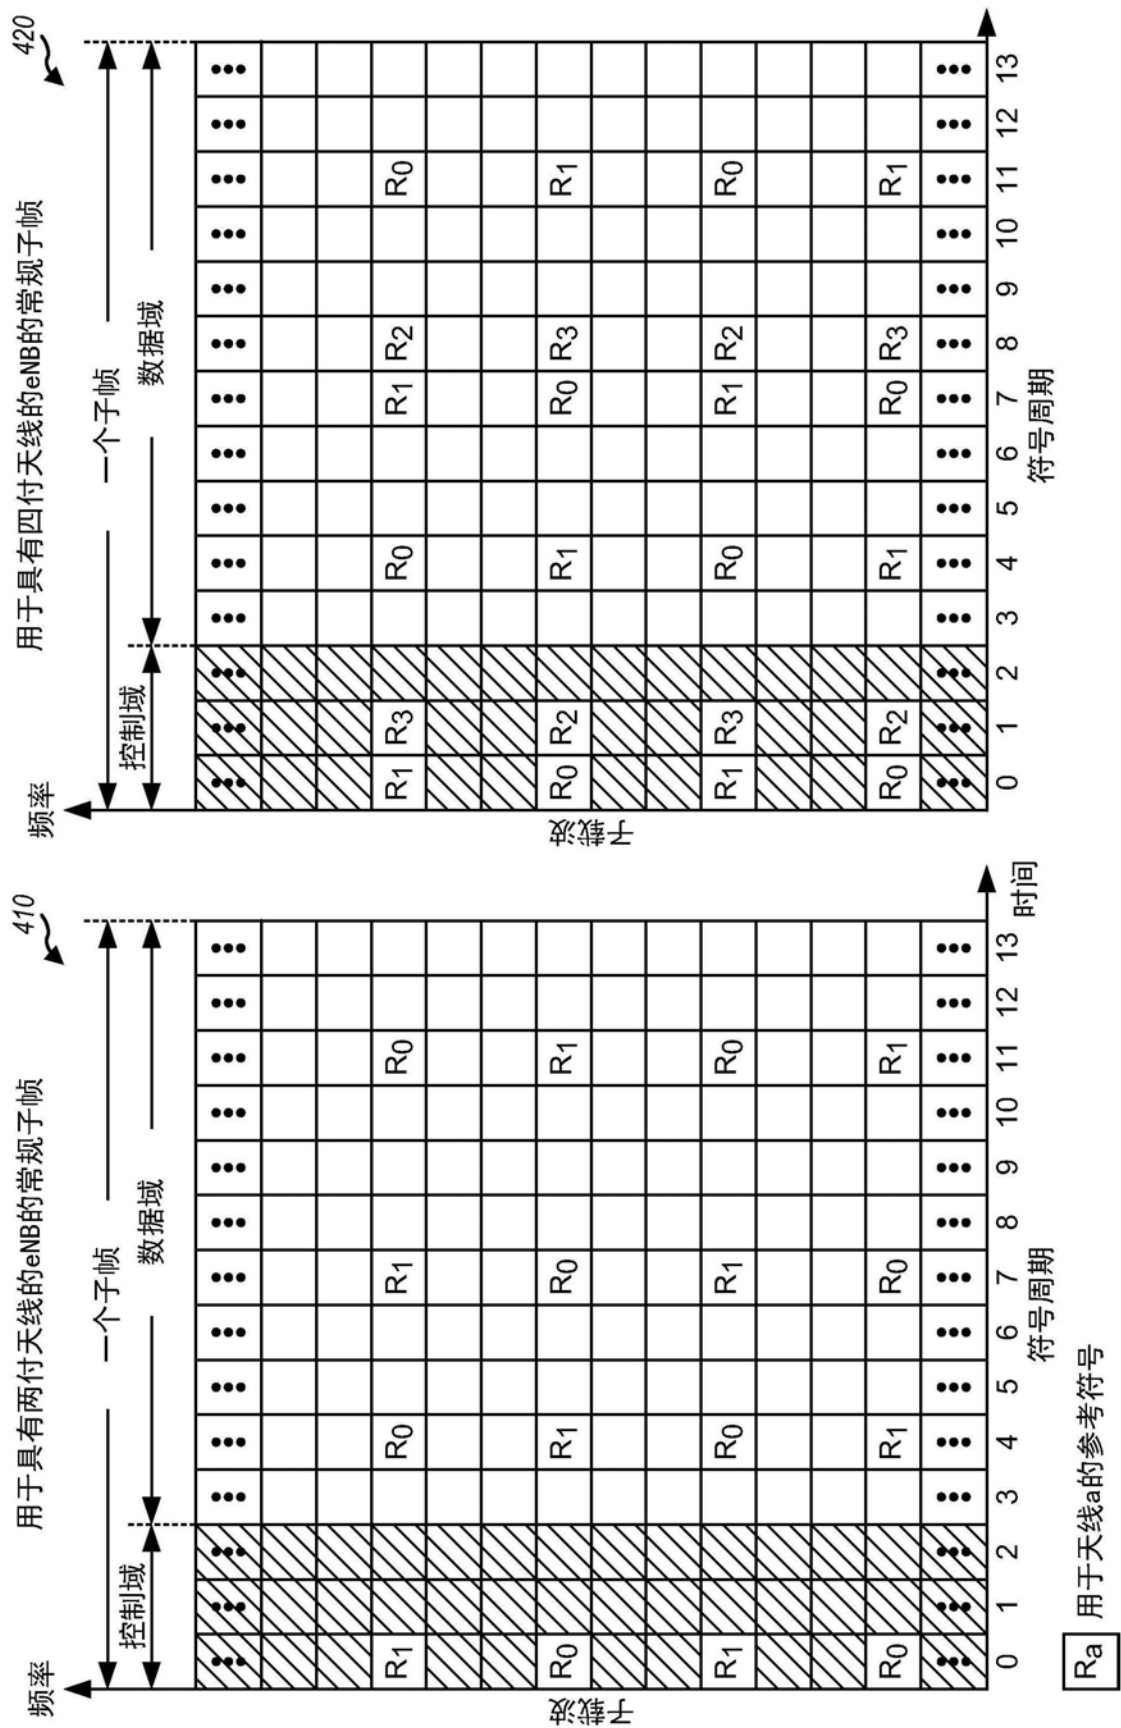 410
用于具有两付天线的eNB的常规子帧
频率
一个子帧
控制域
数据域
子载波
••• ••• ••• ••• ••• ••• ••• ••• ••• ••• ••• ••• ••• •••
R1 R0 R1 R0
R0 R1 R0 R1
R1 R0 R1 R0
R0 R1 R0 R1
••• ••• ••• ••• ••• ••• ••• ••• ••• ••• ••• ••• ••• •••
0 1 2 3 4 5 6 7 8 9 10 11 12 13
符号周期
时间
420
用于具有四付天线的eNB的常规子帧
频率
一个子帧
控制域
数据域
子载波
••• ••• ••• ••• ••• ••• ••• ••• ••• ••• ••• ••• ••• •••
R1 R3 R0 R1 R2 R0
R0 R2 R1 R0 R3 R1
R1 R3 R0 R1 R2 R0
R0 R2 R1 R0 R3 R1
••• ••• ••• ••• ••• ••• ••• ••• ••• ••• ••• ••• ••• •••
0 1 2 3 4 5 6 7 8 9 10 11 12 13
符号周期
Ra 用于天线a的参考符号